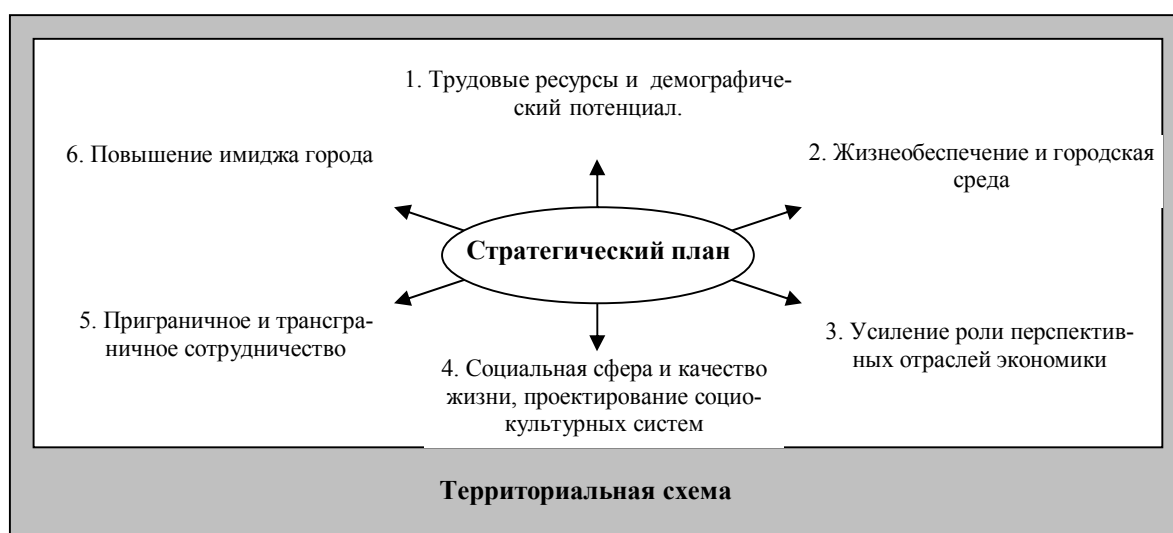 1. Трудовые ресурсы и демографиче-
ский потенциал.
6. Повышение имиджа города
2. Жизнеобеспечение и городская
среда
Стратегический план
5. Приграничное и трансгра-
ничное сотрудничество
3. Усиление роли перспектив-
ных отраслей экономики
4. Социальная сфера и качество
жизни, проектирование социо-
культурных систем
Территориальная схема